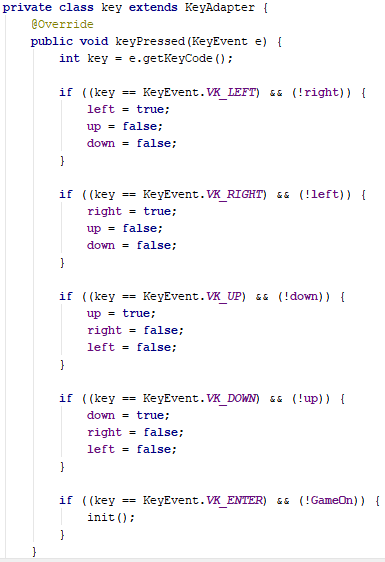 private class key extends KeyAdapter {
@Override
public void keyPressed(KeyEvent e) {
int key = e.getKeyCode();
if ((key == KeyEvent.VK_LEFT) && (!right)) {
left = true;
up = false;
down = false;
}
if ((key == KeyEvent.VK_RIGHT) && (!left)) {
right = true;
up = false;
down = false;
}
if ((key == KeyEvent.VK_UP) && (!down)) {
up = true;
right = false;
left = false;
}
if ((key == KeyEvent.VK_DOWN) && (!up)) {
down = true;
right = false;
left = false;
}
if ((key == KeyEvent.VK_ENTER) && (!GameOn)) {
init();
}
}